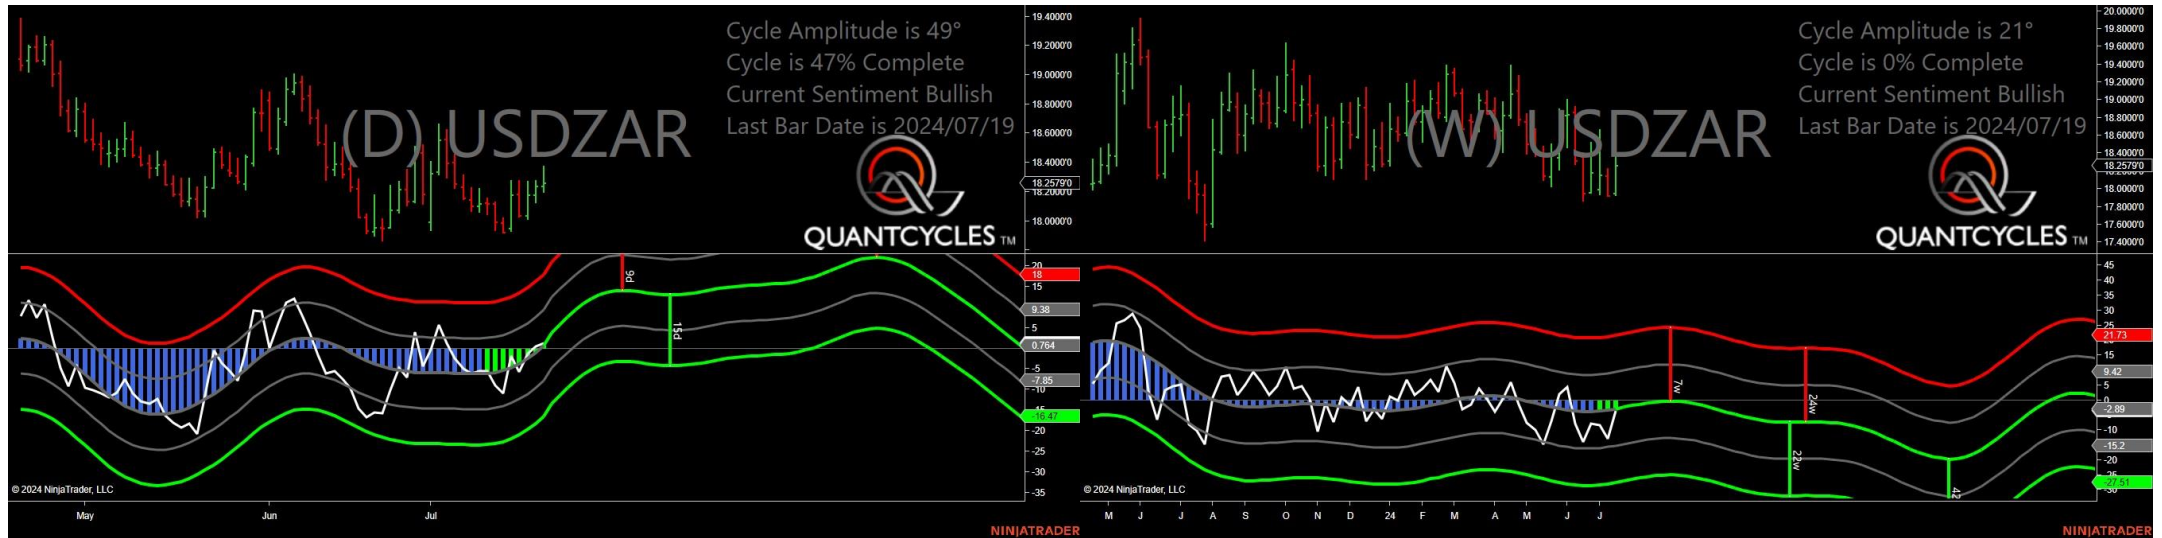 Cycle Amplitude is 49°
Cycle is 47% Complete
Current Sentiment Bullish
Last Bar Date is 2024/07/19
(D) USDZAR
QUANTCYCLES TM
19.4000'0
19.2000'0
19.0000'0
18.8000'0
18.6000'0
18.4000'0
18.2579'0
18.2000'0
18.0000'0
9d
15d
20
18
15
9.38
5
0.764
-5
-7.85
-10
-16.47
-20
-25
-30
-35
© 2024 NinjaTrader, LLC
May Jun Jul
NINJATRADER
Cycle Amplitude is 21°
Cycle is 0% Complete
Current Sentiment Bullish
Last Bar Date is 2024/07/19
(W) USDZAR
QUANTCYCLES TM
20.0000'0
19.8000'0
19.6000'0
19.4000'0
19.2000'0
19.0000'0
18.8000'0
18.6000'0
18.4000'0
18.2579'0
18.0000'0
17.8000'0
17.6000'0
17.4000'0
7w
24w
22w
42
45
40
35
30
25
21.73
15
9.42
5
0
-2.89
-10
-15.2
-20
-27.51
-30
© 2024 NinjaTrader, LLC
M J J A S O N D 24 F M A M J J
NINJATRADER